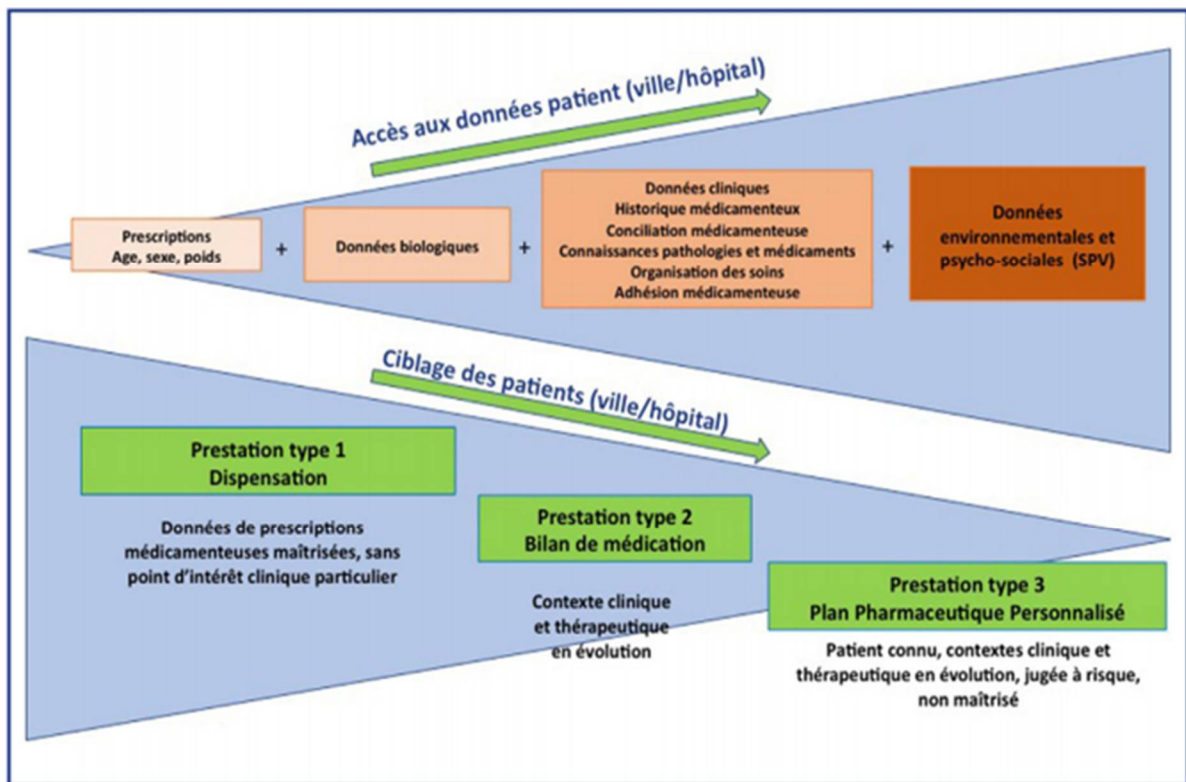 Accès aux données patient (ville/hôpital)
Prescriptions
Age, sexe, poids
+
Données biologiques
+
Données cliniques
Historique médicamenteux
Conciliation médicamenteuse
Connaissances pathologies et médicaments
Organisation des soins
Adhésion médicamenteuse
+
Données
environnementales et
psycho-sociales (SPV)
Ciblage des patients (ville/hôpital)
Prestation type 1
Dispensation
Données de prescriptions
médicamenteuses maîtrisées, sans
point d'intérêt clinique particulier
Prestation type 2
Bilan de médication
Contexte clinique
et thérapeutique
en évolution
Prestation type 3
Plan Pharmaceutique Personnalisé
Patient connu, contextes clinique et
thérapeutique en évolution, jugée à risque,
non maîtrisé